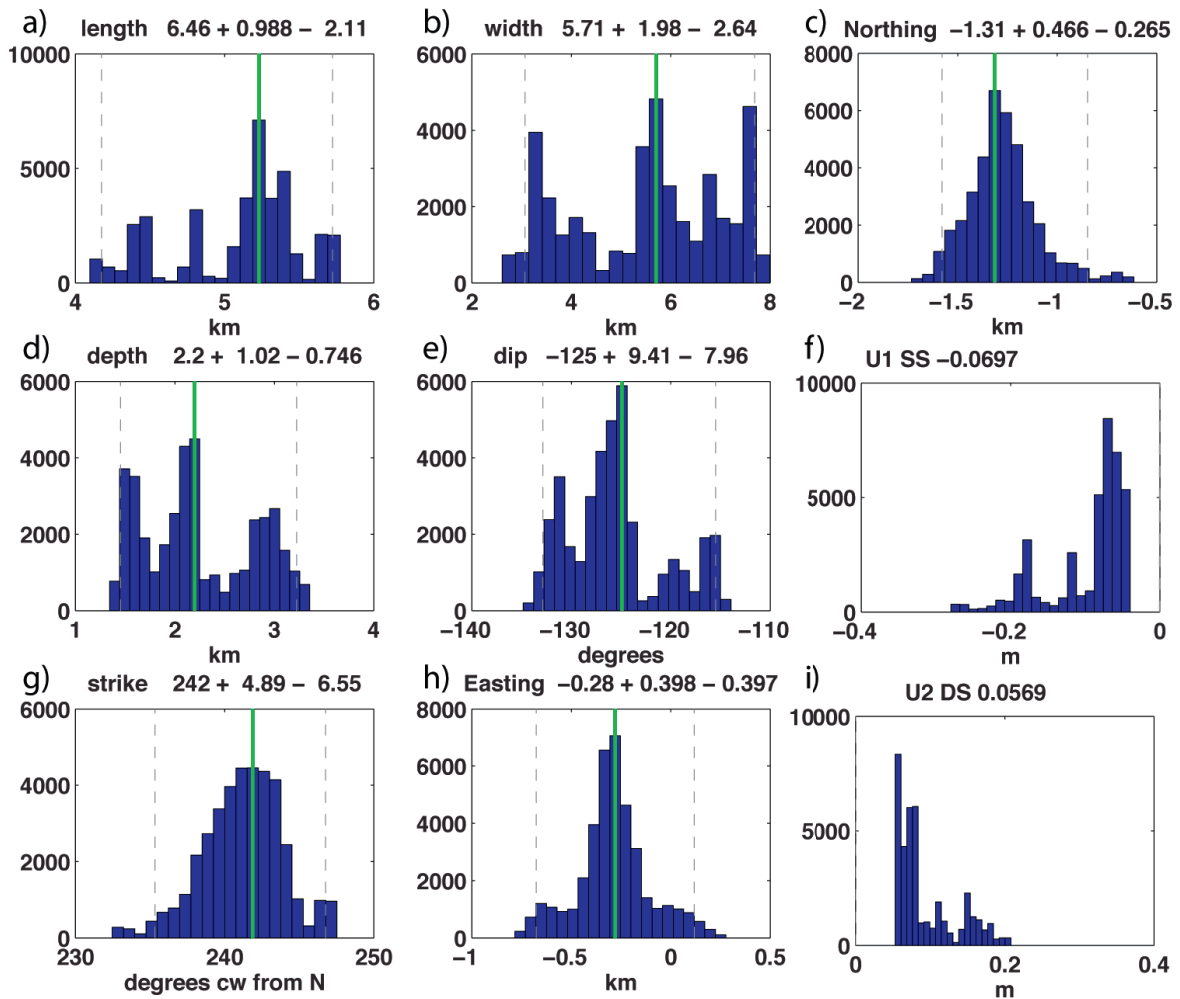 a) length 6.46 + 0.988 − 2.11
10000
5000
0
4 5 6
km
b) width 5.71 + 1.98 − 2.64
6000
4000
2000
0
2 4 6 8
km
c) Northing −1.31 + 0.466 − 0.265
8000
6000
4000
2000
0
−2 −1.5 −1 −0.5
km
d) depth 2.2 + 1.02 − 0.746
6000
4000
2000
0
1 2 3 4
km
e) dip −125 + 9.41 − 7.96
6000
4000
2000
0
−140 −130 −120 −110
degrees
f) U1 SS −0.0697
10000
5000
0
−0.4 −0.2 0
m
g) strike 242 + 4.89 − 6.55
6000
4000
2000
0
230 240 250
degrees cw from N
h) Easting −0.28 + 0.398 − 0.397
8000
6000
4000
2000
0
−1 −0.5 0 0.5
km
i) U2 DS 0.0569
10000
5000
0
0 0.2 0.4
m